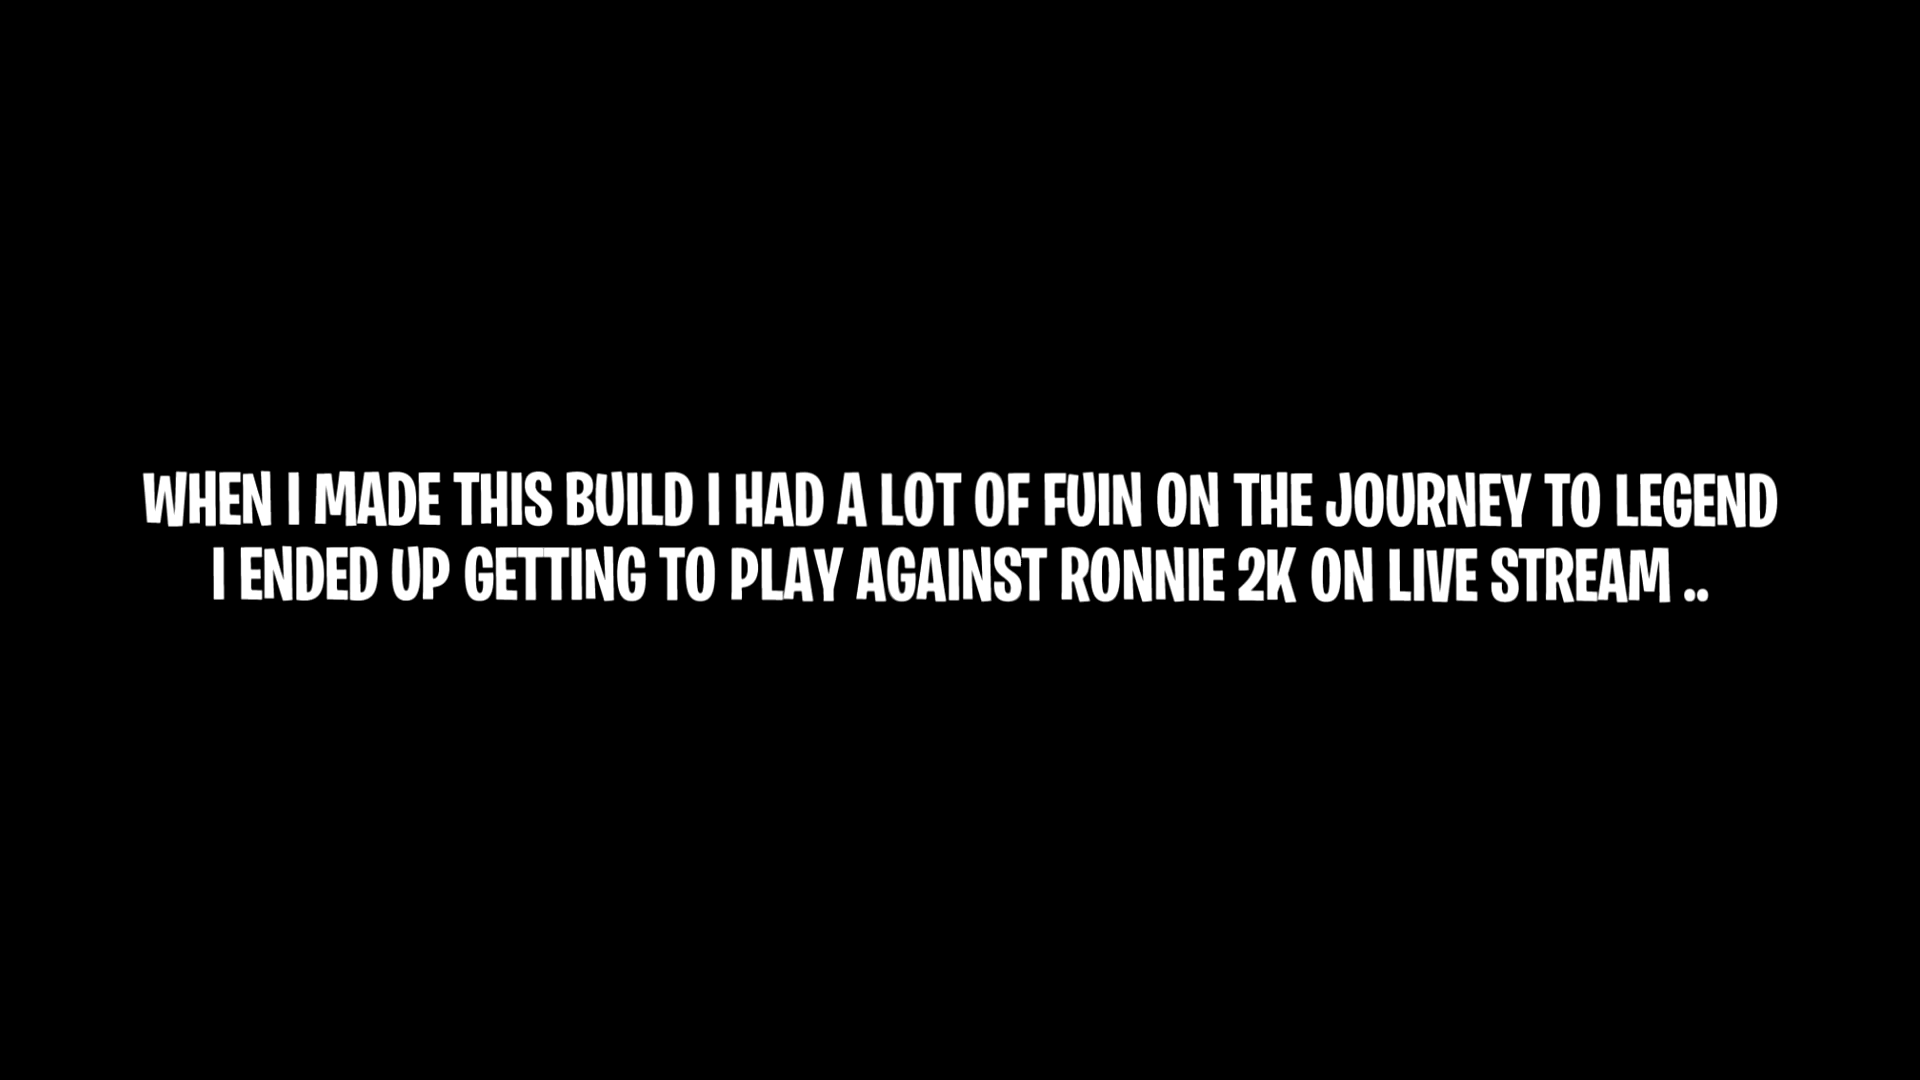 WHEN I MADE THIS BUILD I HAD A LOT OF FUIN ON THE JOURNEY TO LEGEND
I ENDED UP GETTING TO PLAY AGAINST RONNIE 2K ON LIVE STREAM ..